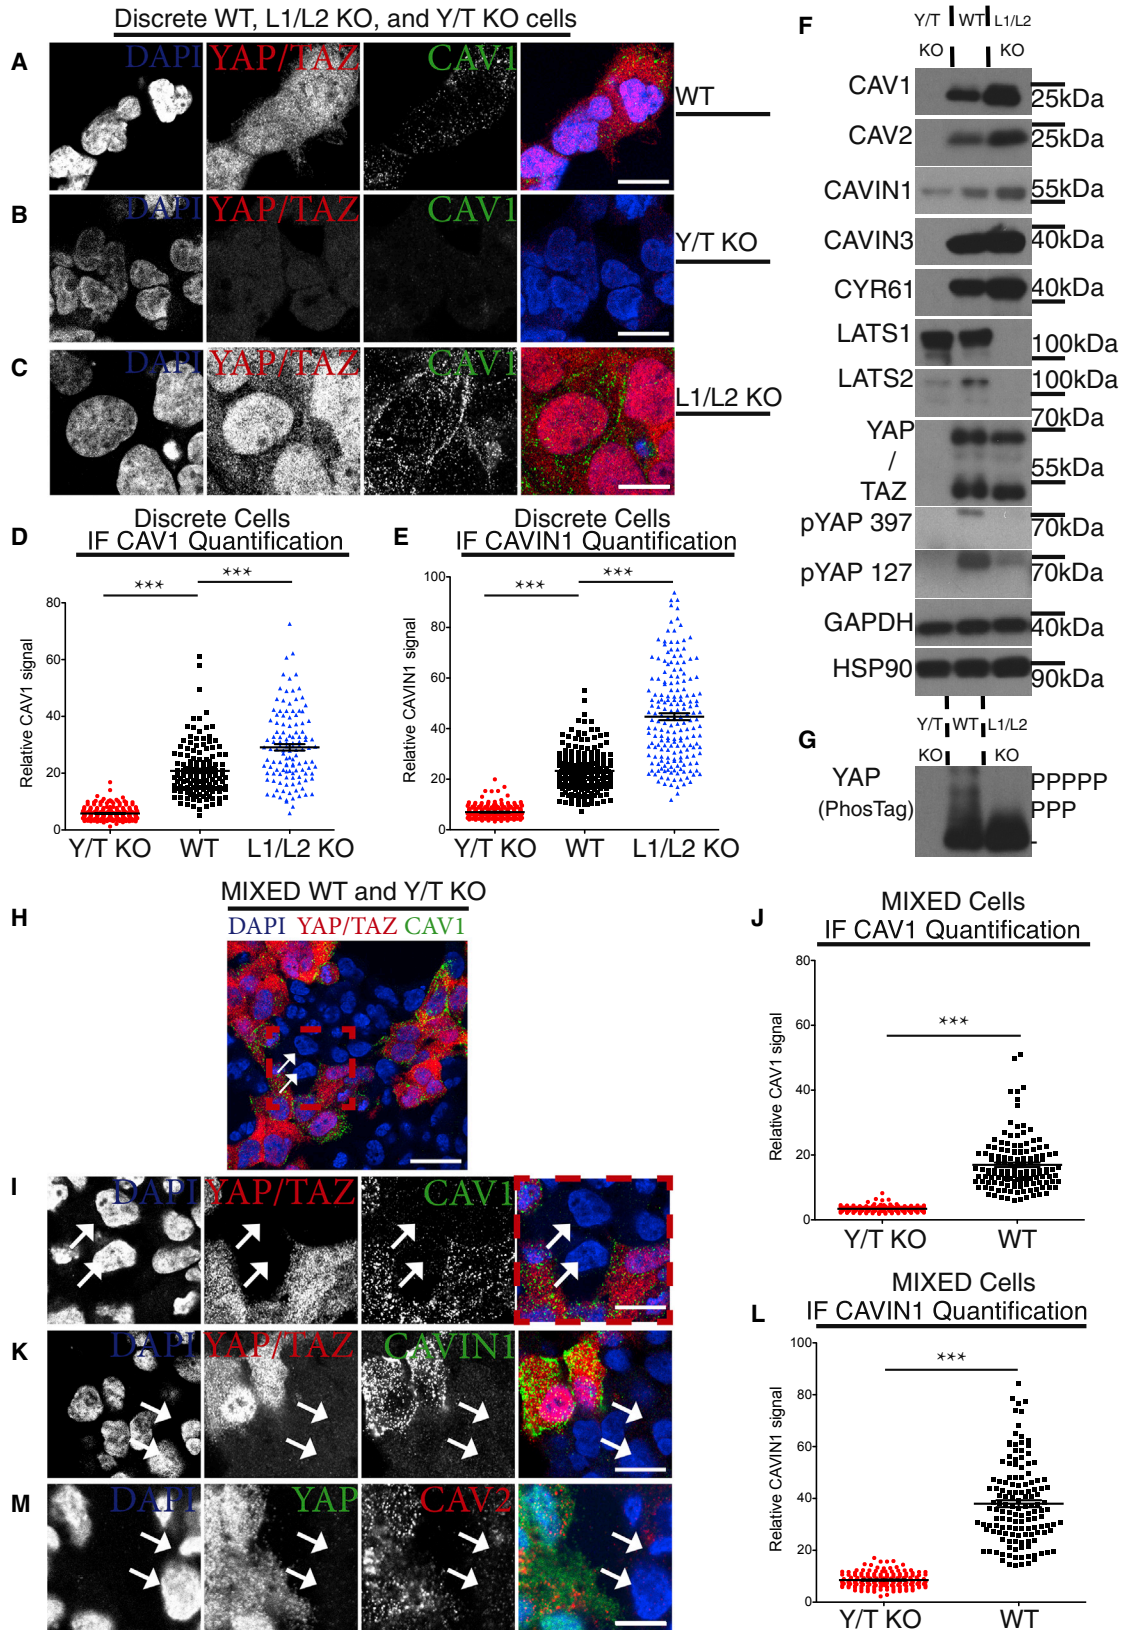 Discrete WT, L1/L2 KO, and Y/T KO cells
A
DAPI
YAP/TAZ
CAV1
WT
B
DAPI
YAP/TAZ
CAV1
Y/T KO
C
DAPI
YAP/TAZ
CAV1
L1/L2 KO
D
Discrete Cells
IF CAV1 Quantification
***
***
Relative CAV1 signal
80
60
40
20
0
Y/T KO WT L1/L2 KO
E
Discrete Cells
IF CAVIN1 Quantification
***
***
Relative CAVIN1 signal
100
80
60
40
20
0
Y/T KO WT L1/L2 KO
F
Y/T WT L1/L2
KO KO
CAV1 25kDa
CAV2 25kDa
CAVIN1 55kDa
CAVIN3 40kDa
CYR61 40kDa
LATS1 100kDa
LATS2 100kDa
70kDa
YAP
/
TAZ
55kDa
pYAP 397 70kDa
pYAP 127 70kDa
GAPDH 40kDa
HSP90 90kDa
G
Y/T WT L1/L2
KO KO
YAP
(PhosTag)
PPPPP
PPP
-
H
MIXED WT and Y/T KO
DAPI YAP/TAZ CAV1
I
DAPI
YAP/TAZ
CAV1
J
MIXED Cells
IF CAV1 Quantification
***
Relative CAV1 signal
80
60
40
20
0
Y/T KO WT
K
DAPI
YAP/TAZ
CAVIN1
L
MIXED Cells
IF CAVIN1 Quantification
***
Relative CAVIN1 signal
100
80
60
40
20
0
Y/T KO WT
M
DAPI
YAP
CAV2